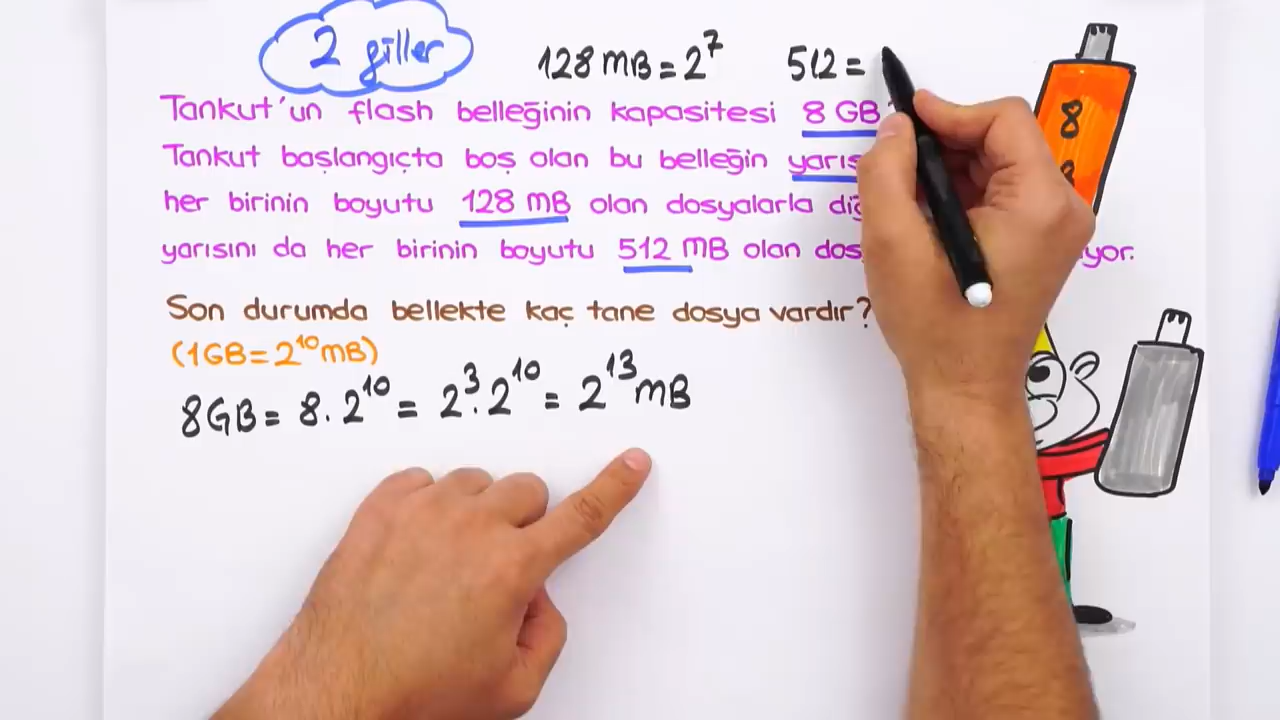 2 giller
128 MB = 2⁷ 512 =
Tankut'un flash belleğinin kapasitesi 8 GB
Tankut başlangıçta boş olan bu belleğin
her birinin boyutu 128 MB olan dosyalarla
yarısını da her birinin boyutu 512 MB olan
Son durumda bellekte kaç tane dosya vardır?
(1GB = 2¹⁰ MB)
8GB = 8. 2¹⁰ = 2³. 2¹⁰ = 2¹³ MB
8